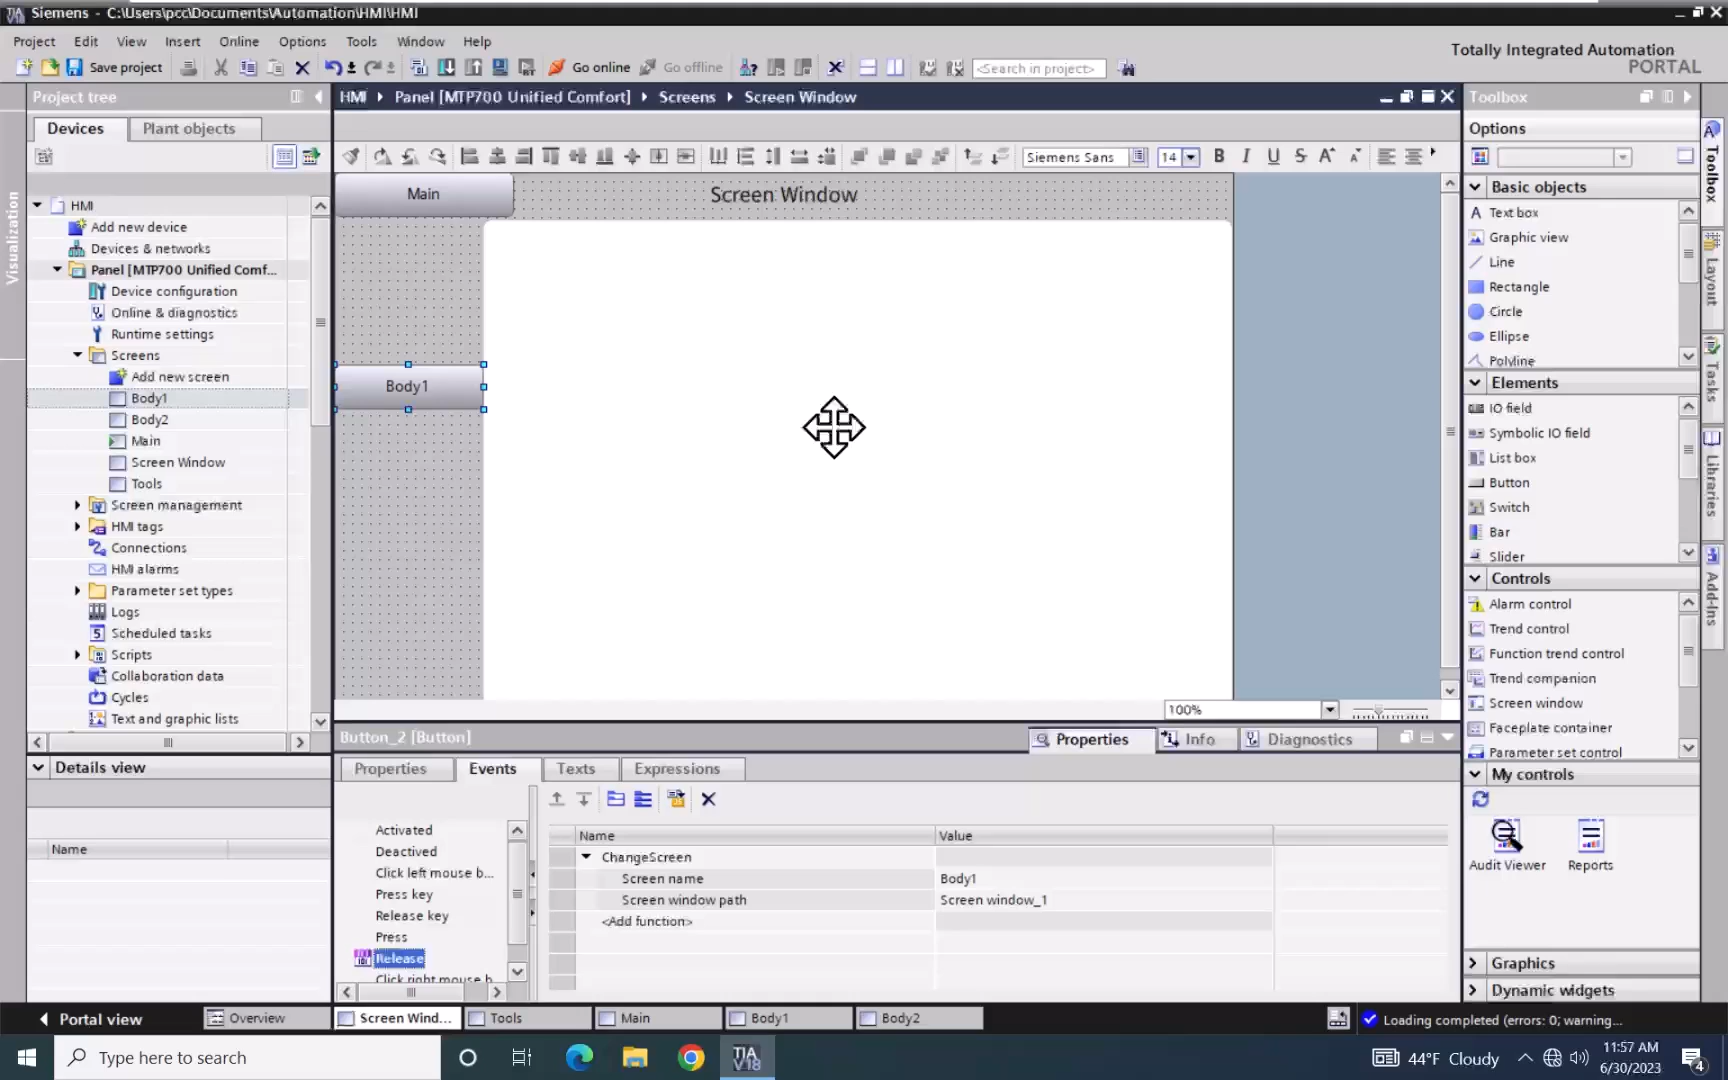 Siemens - C:\Users\pcc\Documents\Automation\HMI\HMI
Project Edit View Insert Online Options Tools Window Help
Totally Integrated Automation
PORTAL
Save project
Go online
Go offline
<Search in project>
Project tree
HMI Panel [MTP700 Unified Comfort] Screens Screen Window
Toolbox
Devices
Plant objects
Options
Siemens Sans
14
B I U S A A
Visualization
HMI
Add new device
Devices & networks
Panel [MTP700 Unified Comf...
Device configuration
Online & diagnostics
Runtime settings
Screens
Add new screen
Body1
Body2
Main
Screen Window
Tools
Screen management
HMI tags
Connections
HMI alarms
Parameter set types
Logs
Scheduled tasks
Scripts
Collaboration data
Cycles
Text and graphic lists
Details view
Name
Main
Screen Window
Body1
100%
Button_2 [Button]
Properties
Info
Diagnostics
Properties
Events
Texts
Expressions
Activated
Deactived
Click left mouse b...
Press key
Release key
Press
Release
Click right mouse b
Name Value
ChangeScreen
Screen name Body1
Screen window path Screen window_1
<Add function>
Basic objects
Text box
Graphic view
Line
Rectangle
Circle
Ellipse
Polyline
Elements
IO field
Symbolic IO field
List box
Button
Switch
Bar
Slider
Controls
Alarm control
Trend control
Function trend control
Trend companion
Screen window
Faceplate container
Parameter set control
My controls
Audit Viewer
Reports
Graphics
Dynamic widgets
Toolbox
Layout
Tasks
Libraries
Add-Ins
Portal view
Overview
Screen Wind...
Tools
Main
Body1
Body2
Loading completed (errors: 0; warning...
Type here to search
TIA V18
44°F Cloudy
11:57 AM
6/30/2023
4